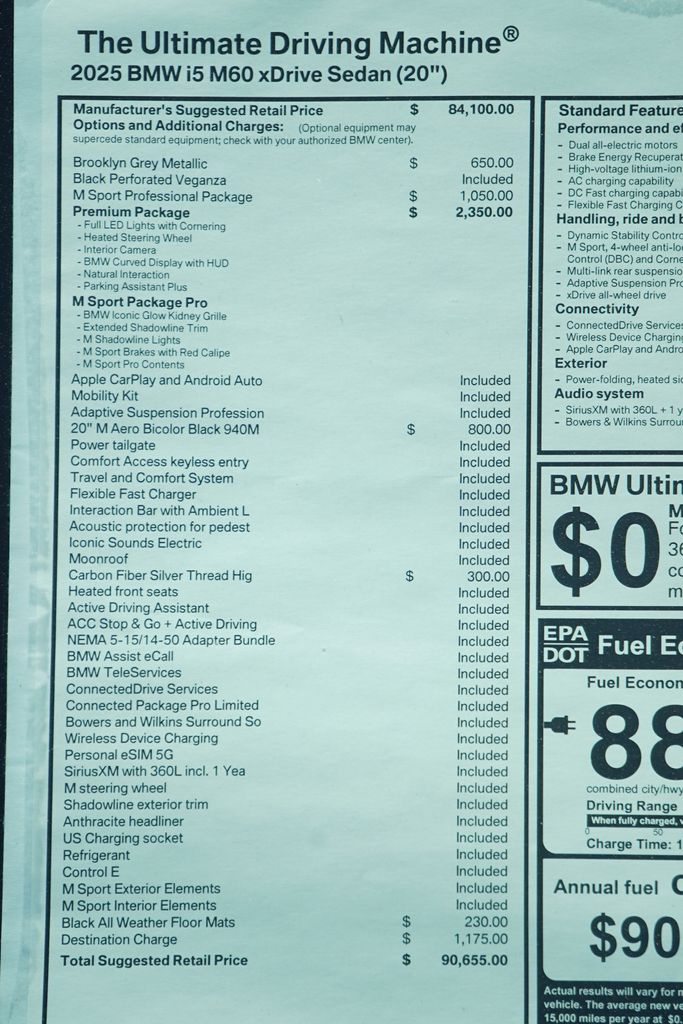 The Ultimate Driving Machine®
2025 BMW i5 M60 xDrive Sedan (20")
Manufacturer's Suggested Retail Price $ 84,100.00
Options and Additional Charges: (Optional equipment may
supercede standard equipment; check with your authorized BMW center).
Brooklyn Grey Metallic $ 650.00
Black Perforated Veganza Included
M Sport Professional Package $ 1,050.00
Premium Package $ 2,350.00
- Full LED Lights with Cornering
- Heated Steering Wheel
- Interior Camera
- BMW Curved Display with HUD
- Natural Interaction
- Parking Assistant Plus
M Sport Package Pro
- BMW Iconic Glow Kidney Grille
- Extended Shadowline Trim
- M Shadowline Lights
- M Sport Brakes with Red Calipe
- M Sport Pro Contents
Apple CarPlay and Android Auto Included
Mobility Kit Included
Adaptive Suspension Profession Included
20" M Aero Bicolor Black 940M $ 800.00
Power tailgate Included
Comfort Access keyless entry Included
Travel and Comfort System Included
Flexible Fast Charger Included
Interaction Bar with Ambient L Included
Acoustic protection for pedest Included
Iconic Sounds Electric Included
Moonroof Included
Carbon Fiber Silver Thread Hig $ 300.00
Heated front seats Included
Active Driving Assistant Included
ACC Stop & Go + Active Driving Included
NEMA 5-15/14-50 Adapter Bundle Included
BMW Assist eCall Included
BMW TeleServices Included
ConnectedDrive Services Included
Connected Package Pro Limited Included
Bowers and Wilkins Surround So Included
Wireless Device Charging Included
Personal eSIM 5G Included
SiriusXM with 360L incl. 1 Yea Included
M steering wheel Included
Shadowline exterior trim Included
Anthracite headliner Included
US Charging socket Included
Refrigerant Included
Control E Included
M Sport Exterior Elements Included
M Sport Interior Elements Included
Black All Weather Floor Mats $ 230.00
Destination Charge $ 1,175.00
Total Suggested Retail Price $ 90,655.00
Standard Feature
Performance and ef
- Dual all-electric motors
- Brake Energy Recuperat
- High-voltage lithium-ion
- AC charging capability
- DC Fast charging capabi
- Flexible Fast Charging C
Handling, ride and b
- Dynamic Stability Contro
- M Sport, 4-wheel anti-lo
Control (DBC) and Corne
- Multi-link rear suspensio
- Adaptive Suspension Pro
- xDrive all-wheel drive
Connectivity
- ConnectedDrive Services
- Wireless Device Charging
- Apple CarPlay and Andro
Exterior
- Power-folding, heated sid
Audio system
- SiriusXM with 360L + 1 y
- Bowers & Wilkins Surrou
BMW Ultim
$0
M
Fo
36
co
m
EPA
DOT Fuel Ec
Fuel Econom
88
combined city/hwy
Driving Range
When fully charged, v
0 50
Charge Time: 1
Annual fuel C
$90
Actual results will vary for m
vehicle. The average new ve
15,000 miles per year at $0.